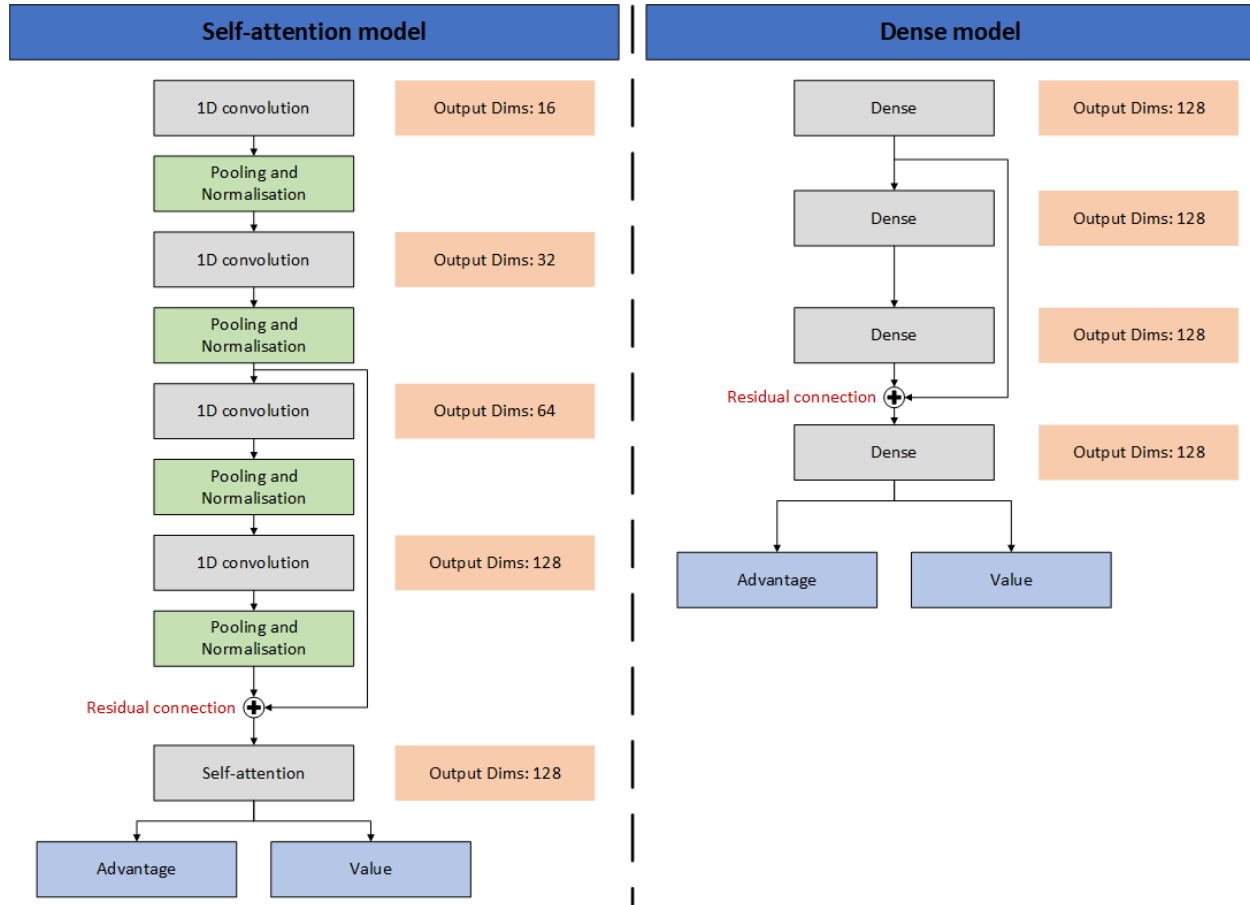 Self-attention model
1D convolution
Output Dims: 16
Pooling and
Normalisation
1D convolution
Output Dims: 32
Pooling and
Normalisation
1D convolution
Output Dims: 64
Pooling and
Normalisation
1D convolution
Output Dims: 128
Pooling and
Normalisation
Residual connection
Self-attention
Output Dims: 128
Advantage
Value
Dense model
Dense
Output Dims: 128
Dense
Output Dims: 128
Dense
Output Dims: 128
Residual connection
Dense
Output Dims: 128
Advantage
Value